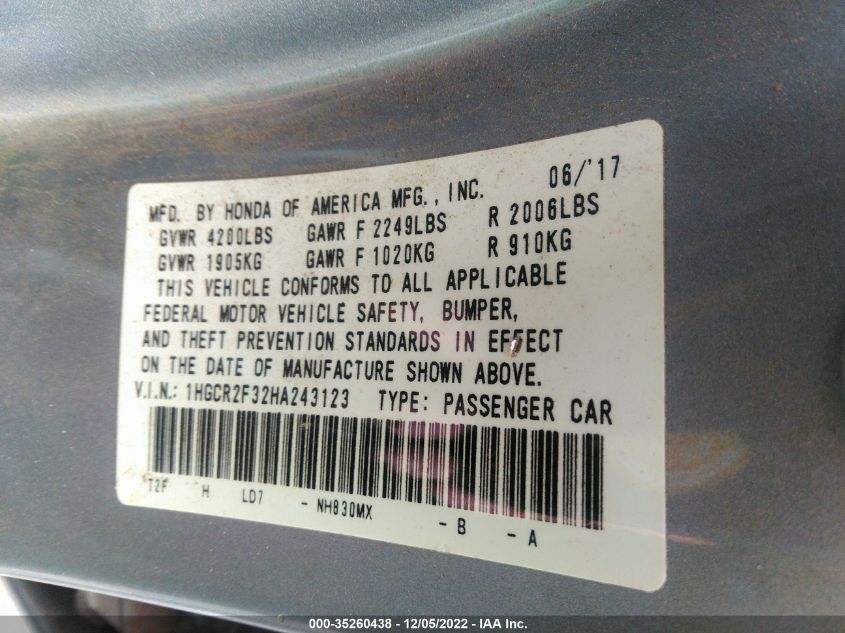 06/'17
MFD. BY HONDA OF AMERICA MFG., INC.
GVWR 4200LBS GAWR F 2249LBS R 2006LBS
GVWR 1905KG GAWR F 1020KG R 910KG
THIS VEHICLE CONFORMS TO ALL APPLICABLE
FEDERAL MOTOR VEHICLE SAFETY, BUMPER,
AND THEFT PREVENTION STANDARDS IN EFFECT
ON THE DATE OF MANUFACTURE SHOWN ABOVE.
V.I.N.: 1HGCR2F32HA243123 TYPE: PASSENGER CAR
T2F H LD7 - NH830MX - B - A
000-35260438 - 12/05/2022 - IAA Inc.